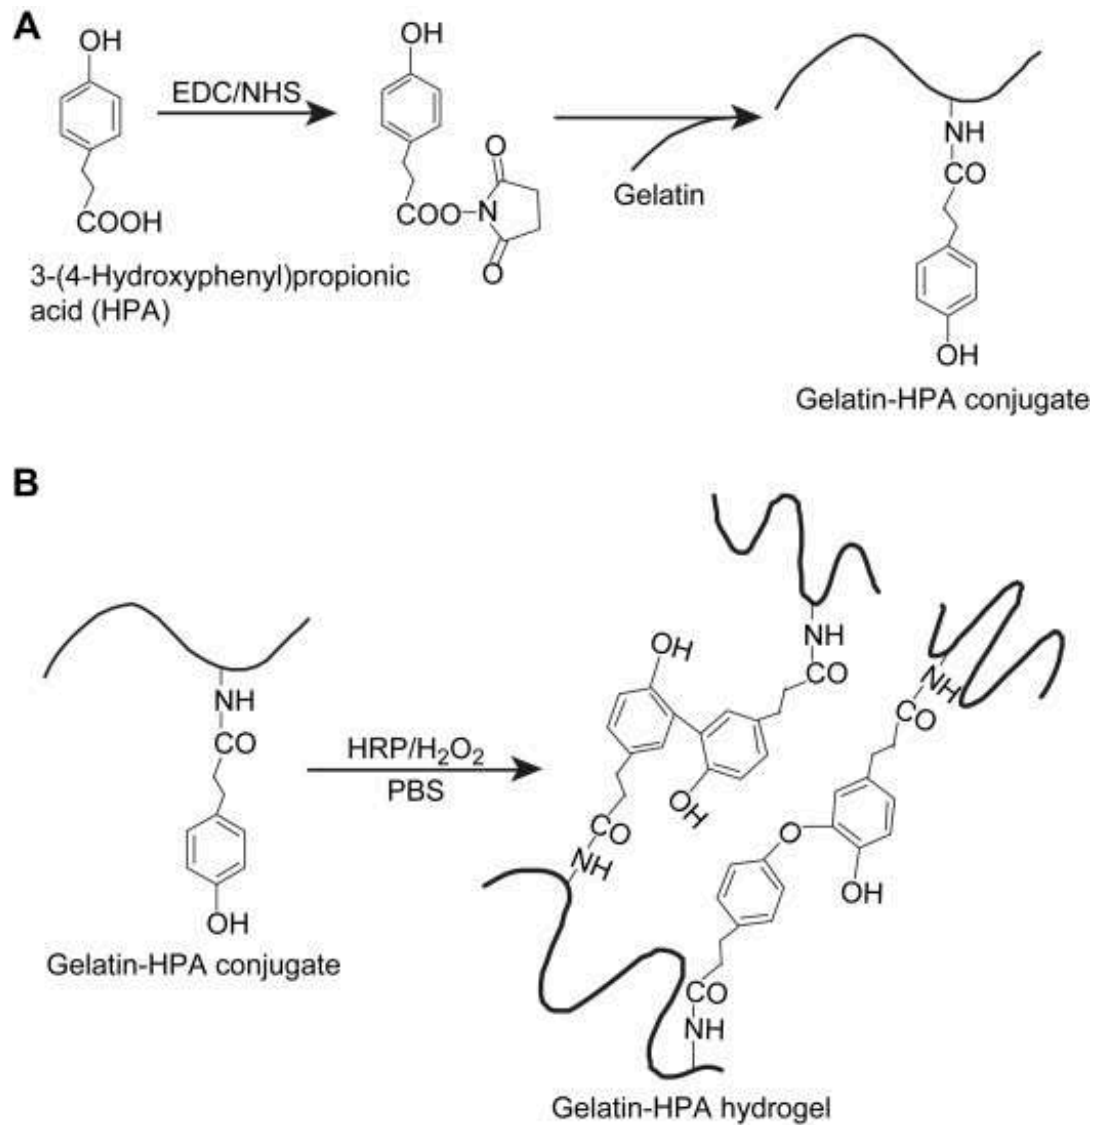 A
OH
EDC/NHS
COOH
3-(4-Hydroxyphenyl)propionic
acid (HPA)
OH
O
COO
N
O
Gelatin
NH
CO
OH
Gelatin-HPA conjugate
B
NH
CO
OH
Gelatin-HPA conjugate
HRP/H₂O₂
PBS
NH
CO
OH
OH
CO
NH
NH
CO
O
OH
CO
NH
Gelatin-HPA hydrogel